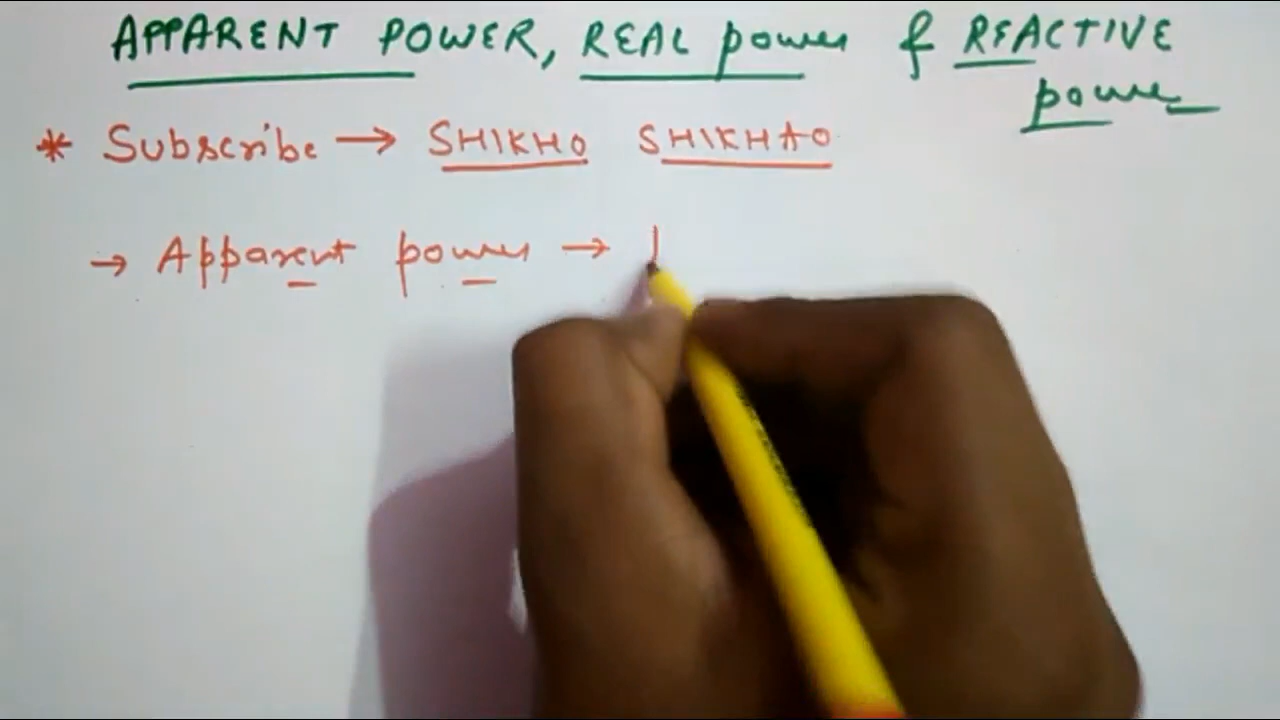 APPARENT POWER, REAL power & REACTIVE
power
* Subscribe → SHIKHO SHIKHAO
→ Apparent power →